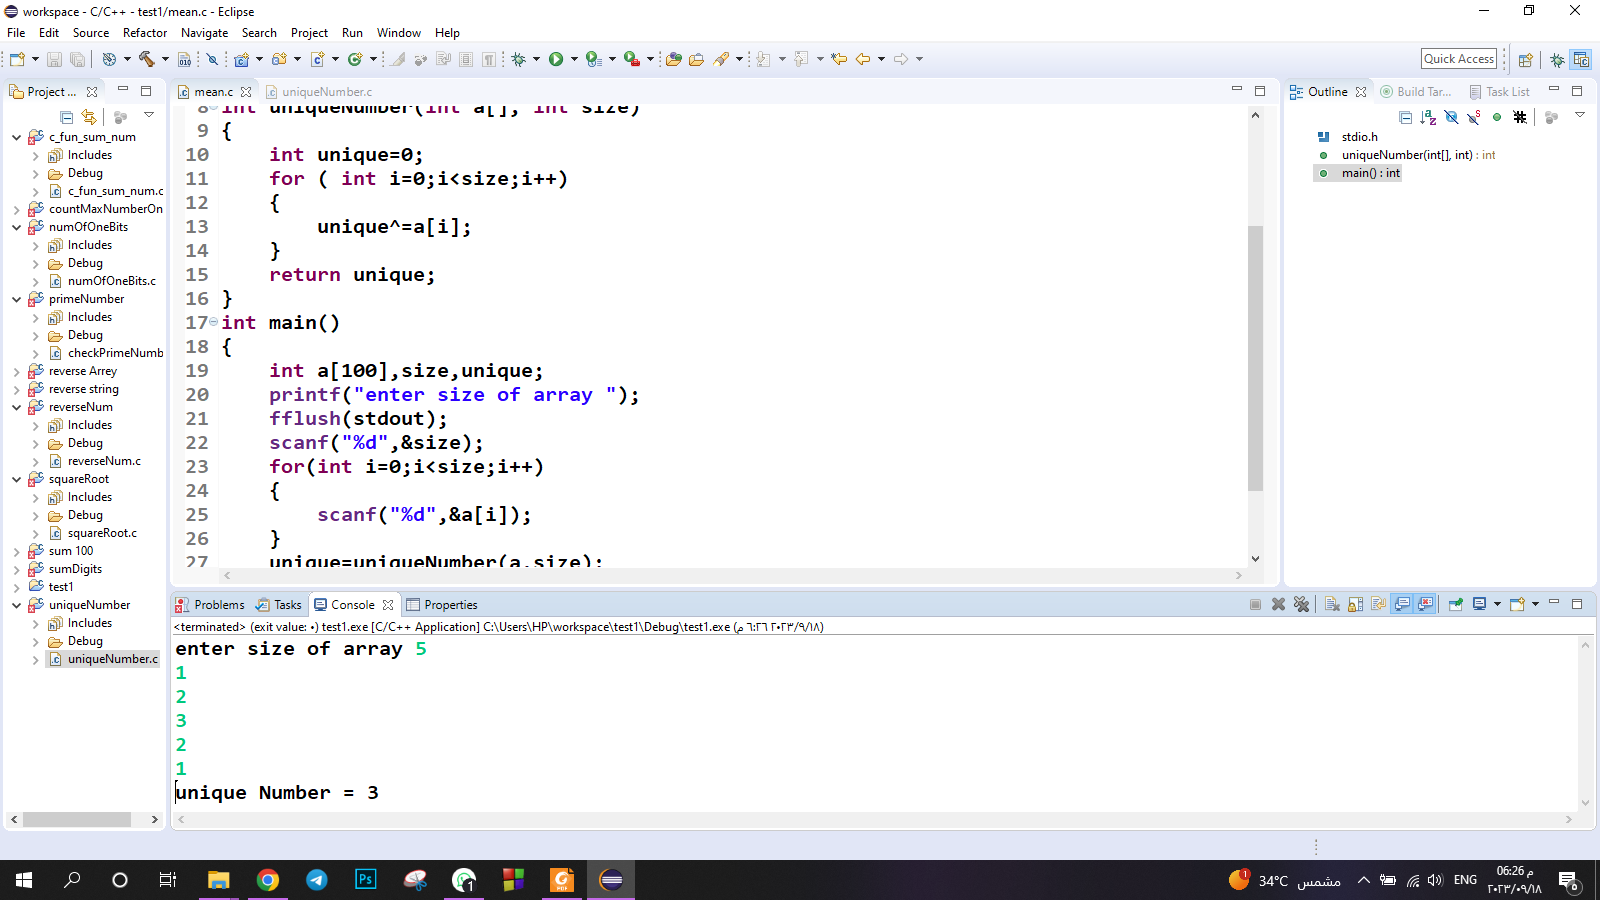 workspace - C/C++ - test1/mean.c - Eclipse
File Edit Source Refactor Navigate Search Project Run Window Help
Quick Access
Project ...
c_fun_sum_num
Includes
Debug
c_fun_sum_num.c
countMaxNumberOn
numOfOneBits
Includes
Debug
numOfOneBits.c
primeNumber
Includes
Debug
checkPrimeNumb
reverse Arrey
reverse string
reverseNum
Includes
Debug
reverseNum.c
squareRoot
Includes
Debug
squareRoot.c
sum 100
sumDigits
test1
uniqueNumber
Includes
Debug
uniqueNumber.c
mean.c uniqueNumber.c
8 int uniqueNumber(int a[], int size)
9 {
10 int unique=0;
11 for ( int i=0;i<size;i++)
12 {
13 unique^=a[i];
14 }
15 return unique;
16 }
17 int main()
18 {
19 int a[100],size,unique;
20 printf("enter size of array ");
21 fflush(stdout);
22 scanf("%d",&size);
23 for(int i=0;i<size;i++)
24 {
25 scanf("%d",&a[i]);
26 }
27 unique=uniqueNumber(a,size);
Outline Build Tar... Task List
stdio.h
uniqueNumber(int[], int) : int
main() : int
Problems Tasks Console Properties
<terminated> (exit value: ٠) test1.exe [C/C++ Application] C:\Users\HP\workspace\test1\Debug\test1.exe (٢٠٢٣/٩/١٨ ٦:٢٦ م)
enter size of array 5
1
2
3
2
1
unique Number = 3
1
34°C مشمس
ENG
06:26 م
٢٠٢٣/٠٩/١٨